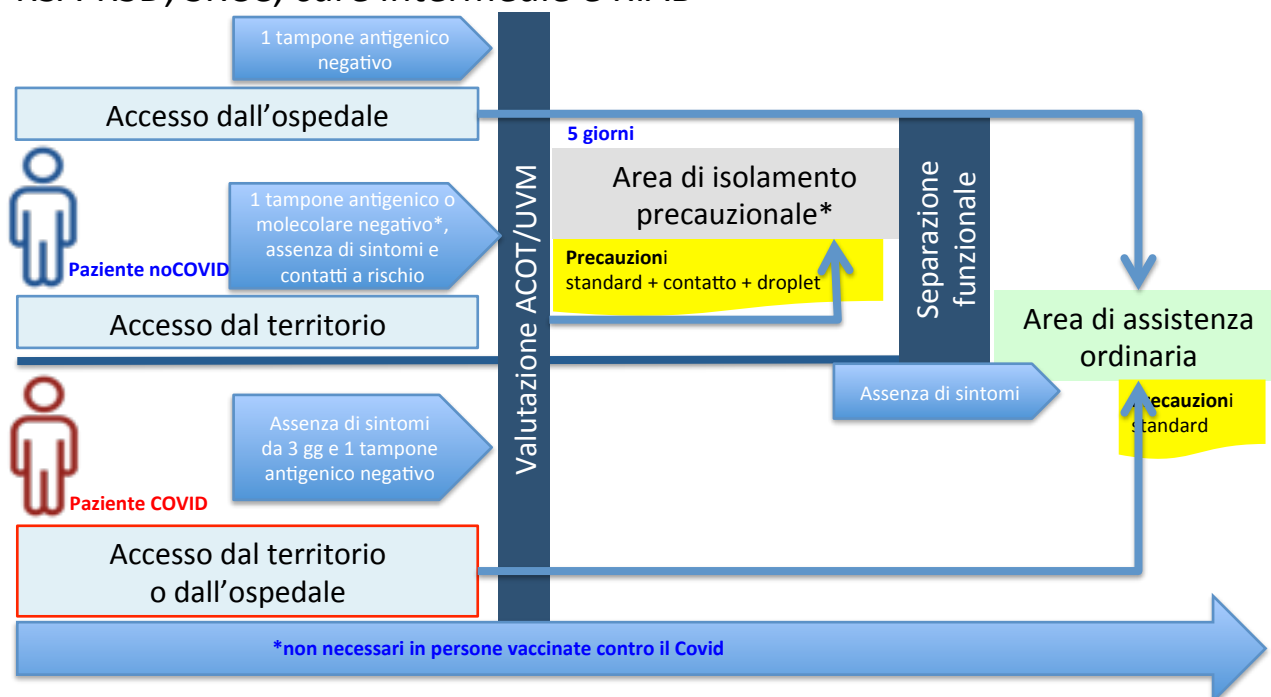 cure intermedie e
1 tampone antigenico
negativo
Accesso dall'ospedale
5 giorni
Area di isolamento
precauzionale*
1 tampone antigenico o
molecolare negativo*,
assenza di sintomi e
contatti a rischio
Paziente noCOVID
Precauzioni
standard + contatto + droplet
Valutazione ACOT/UVM
Separazione
funzionale
Accesso dal territorio
Area di assistenza
ordinaria
Assenza di sintomi
Precauzioni
standard
Assenza di sintomi
da 3 gg e 1 tampone
antigenico negativo
Paziente COVID
Accesso dal territorio
o dall'ospedale
*non necessari in persone vaccinate contro il Covid